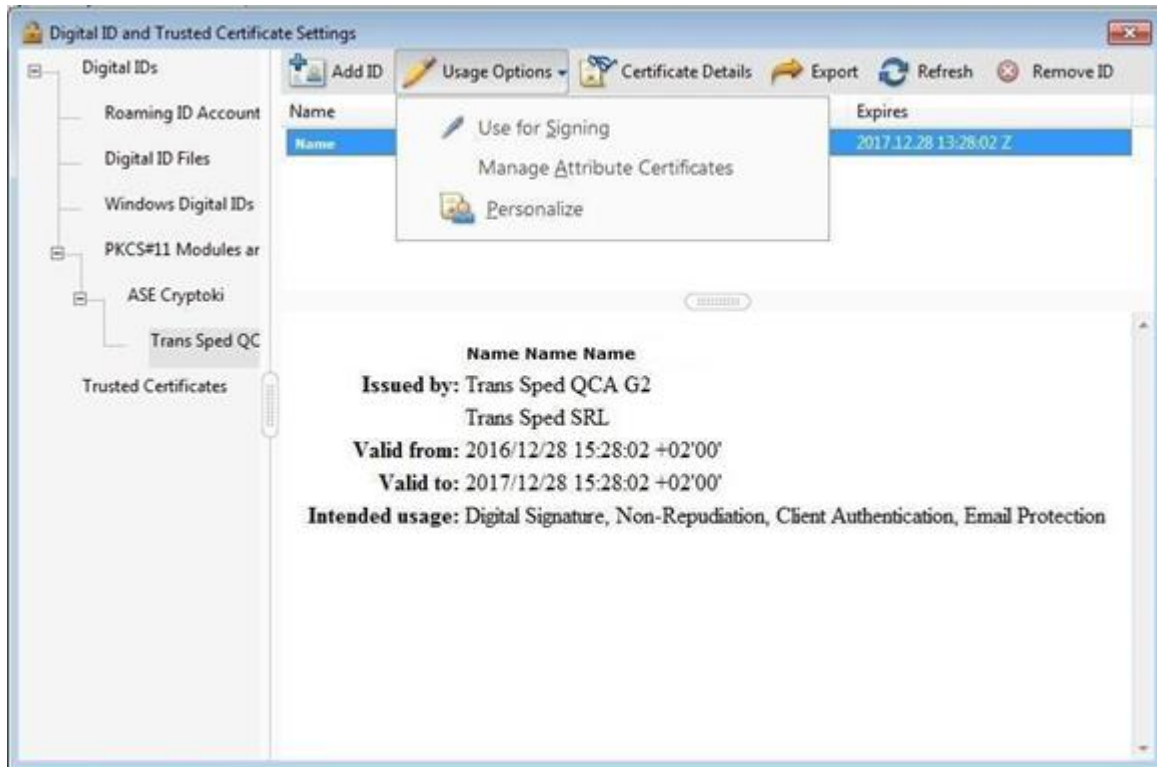 Digital ID and Trusted Certificate Settings
Digital IDs
Roaming ID Account
Digital ID Files
Windows Digital IDs
PKCS#11 Modules ar
ASE Cryptoki
Trans Sped QC
Trusted Certificates
Add ID Usage Options Certificate Details Export Refresh Remove ID
Name Expires
Name 2017.12.28 13:28:02 Z
Use for Signing
Manage Attribute Certificates
Personalize
Name Name Name
Issued by: Trans Sped QCA G2
Trans Sped SRL
Valid from: 2016/12/28 15:28:02 +02'00'
Valid to: 2017/12/28 15:28:02 +02'00'
Intended usage: Digital Signature, Non-Repudiation, Client Authentication, Email Protection